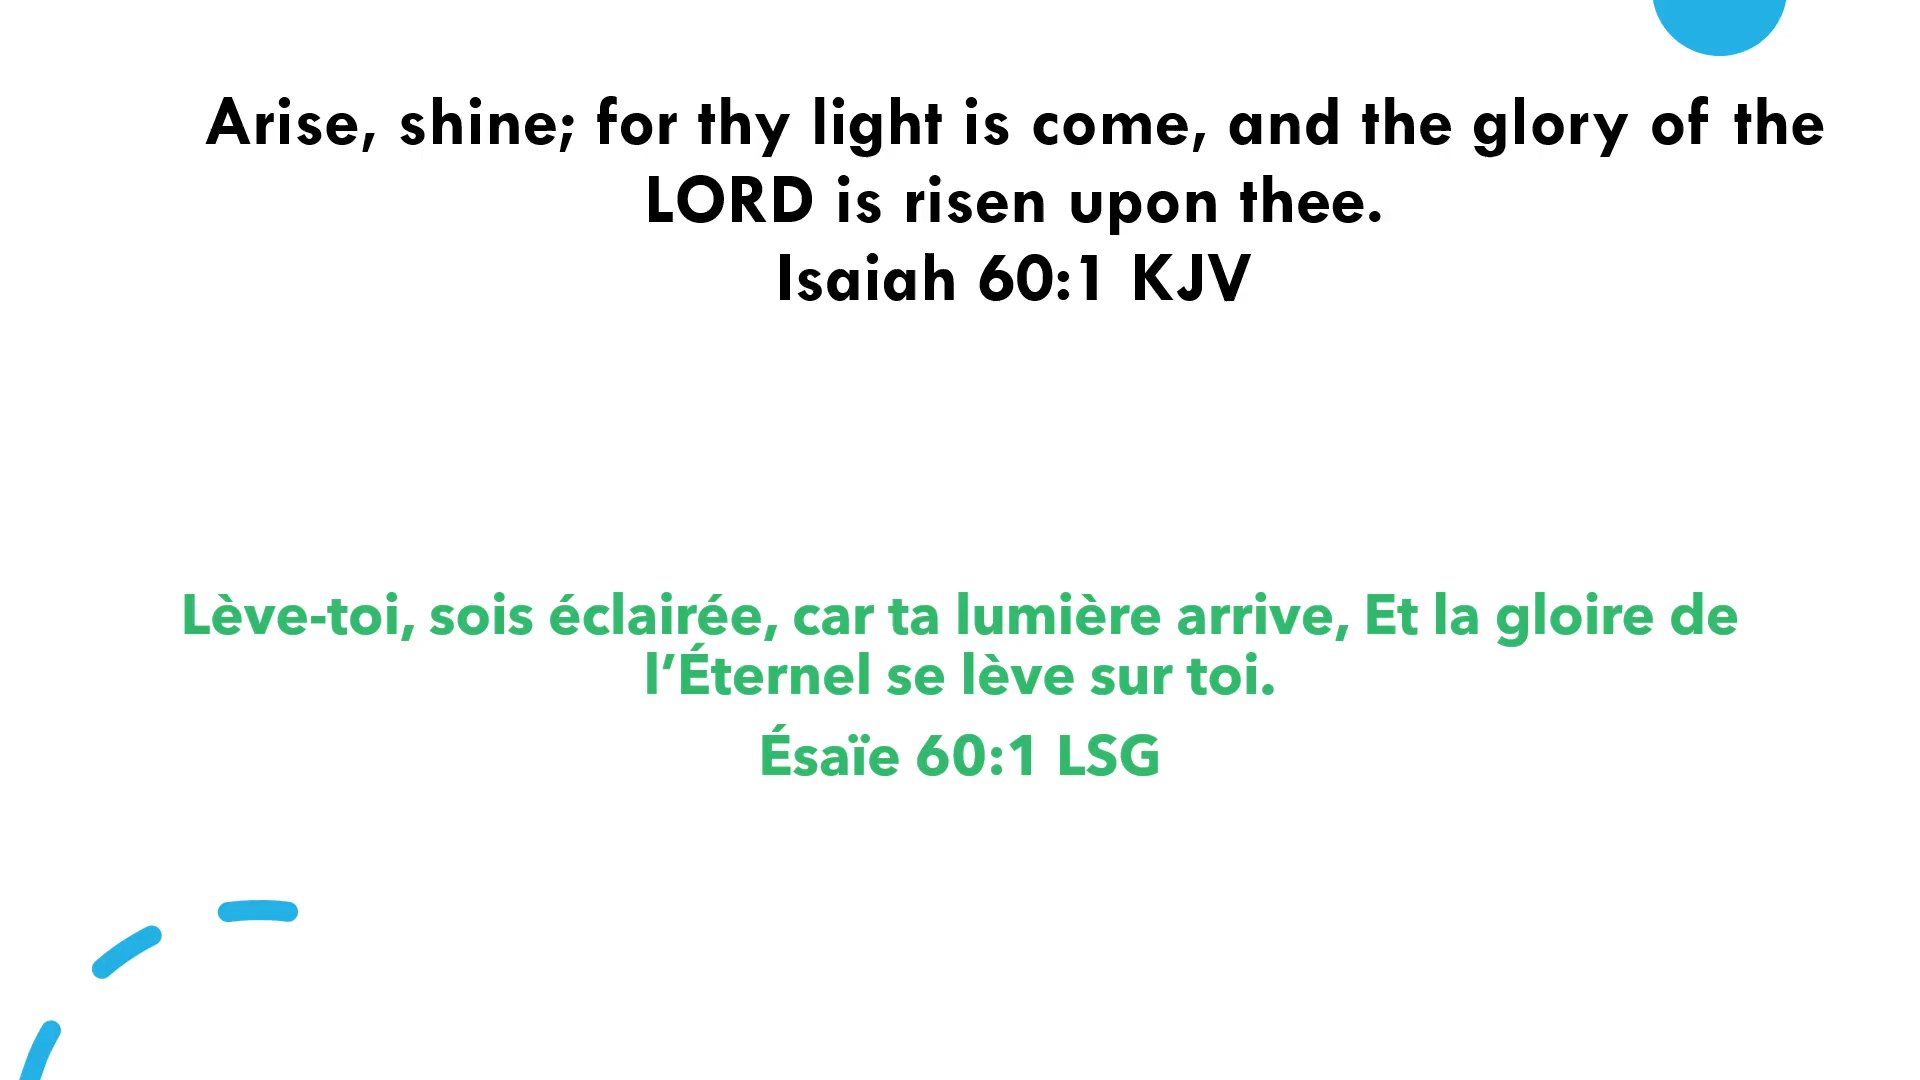 Arise, shine; for thy light is come, and the glory of the
LORD is risen upon thee.
Isaiah 60:1 KJV
Lève-toi, sois éclairée, car ta lumière arrive, Et la gloire de
l’Éternel se lève sur toi.
Ésaïe 60:1 LSG